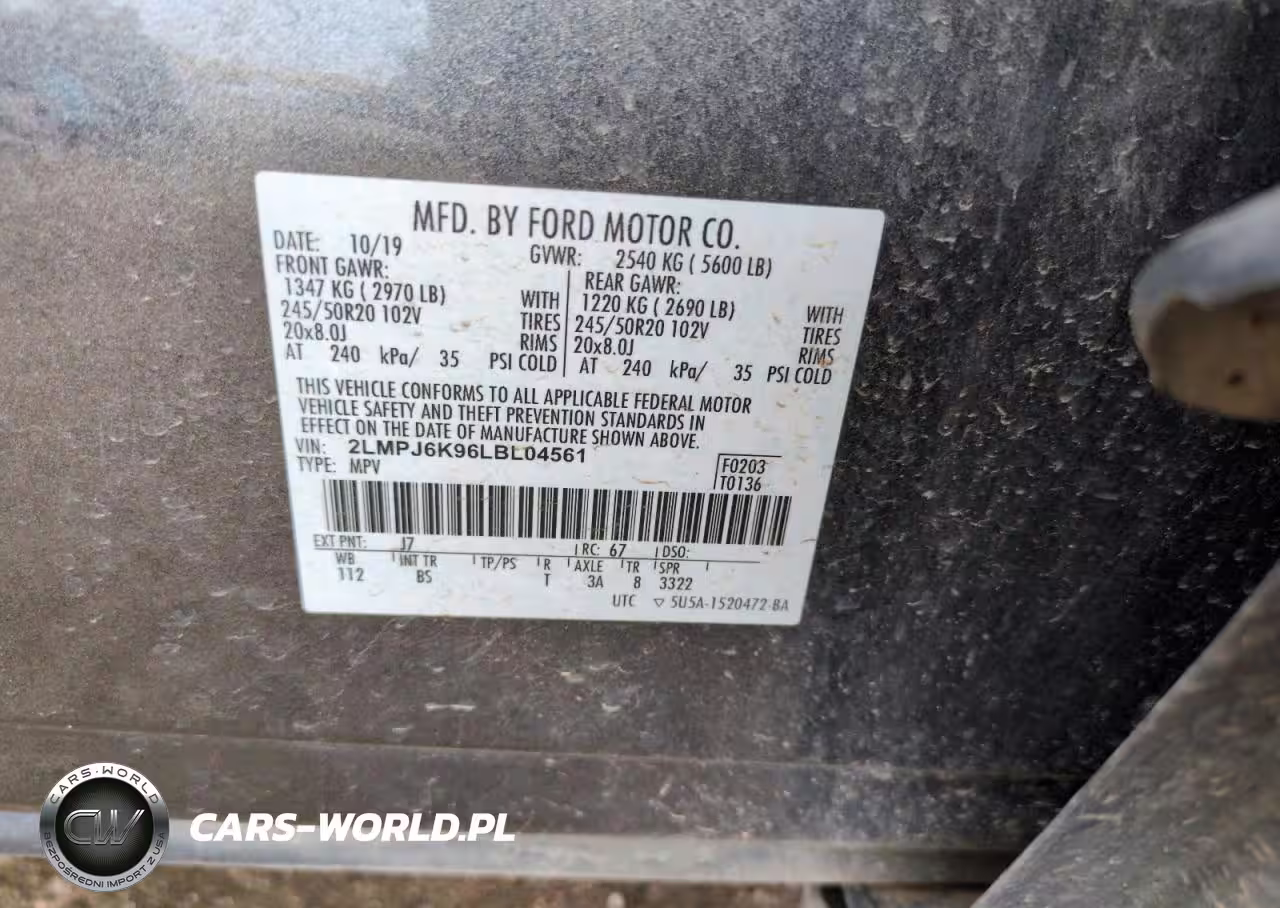 MFD. BY FORD MOTOR CO.
DATE: 10/19 GVWR: 2540 KG ( 5600 LB)
FRONT GAWR: REAR GAWR:
1347 KG ( 2970 LB) WITH 1220 KG ( 2690 LB) WITH
245/50R20 102V TIRES 245/50R20 102V TIRES
20x8.0J RIMS 20x8.0J RIMS
AT 240 kPa/ 35 PSI COLD AT 240 kPa/ 35 PSI COLD
THIS VEHICLE CONFORMS TO ALL APPLICABLE FEDERAL MOTOR
VEHICLE SAFETY AND THEFT PREVENTION STANDARDS IN
EFFECT ON THE DATE OF MANUFACTURE SHOWN ABOVE.
VIN: 2LMPJ6K96LBL04561
TYPE: MPV F0203
T0136
EXT PNT: J7 RC: 67 DSO:
WB INT TR TP/PS R AXLE TR SPR
112 BS T 3A 8 3322
UTC ▽ 5U5A-1520472-BA
CARS-WORLD
CW
BEZPOŚREDNI IMPORT Z USA
CARS-WORLD.PL